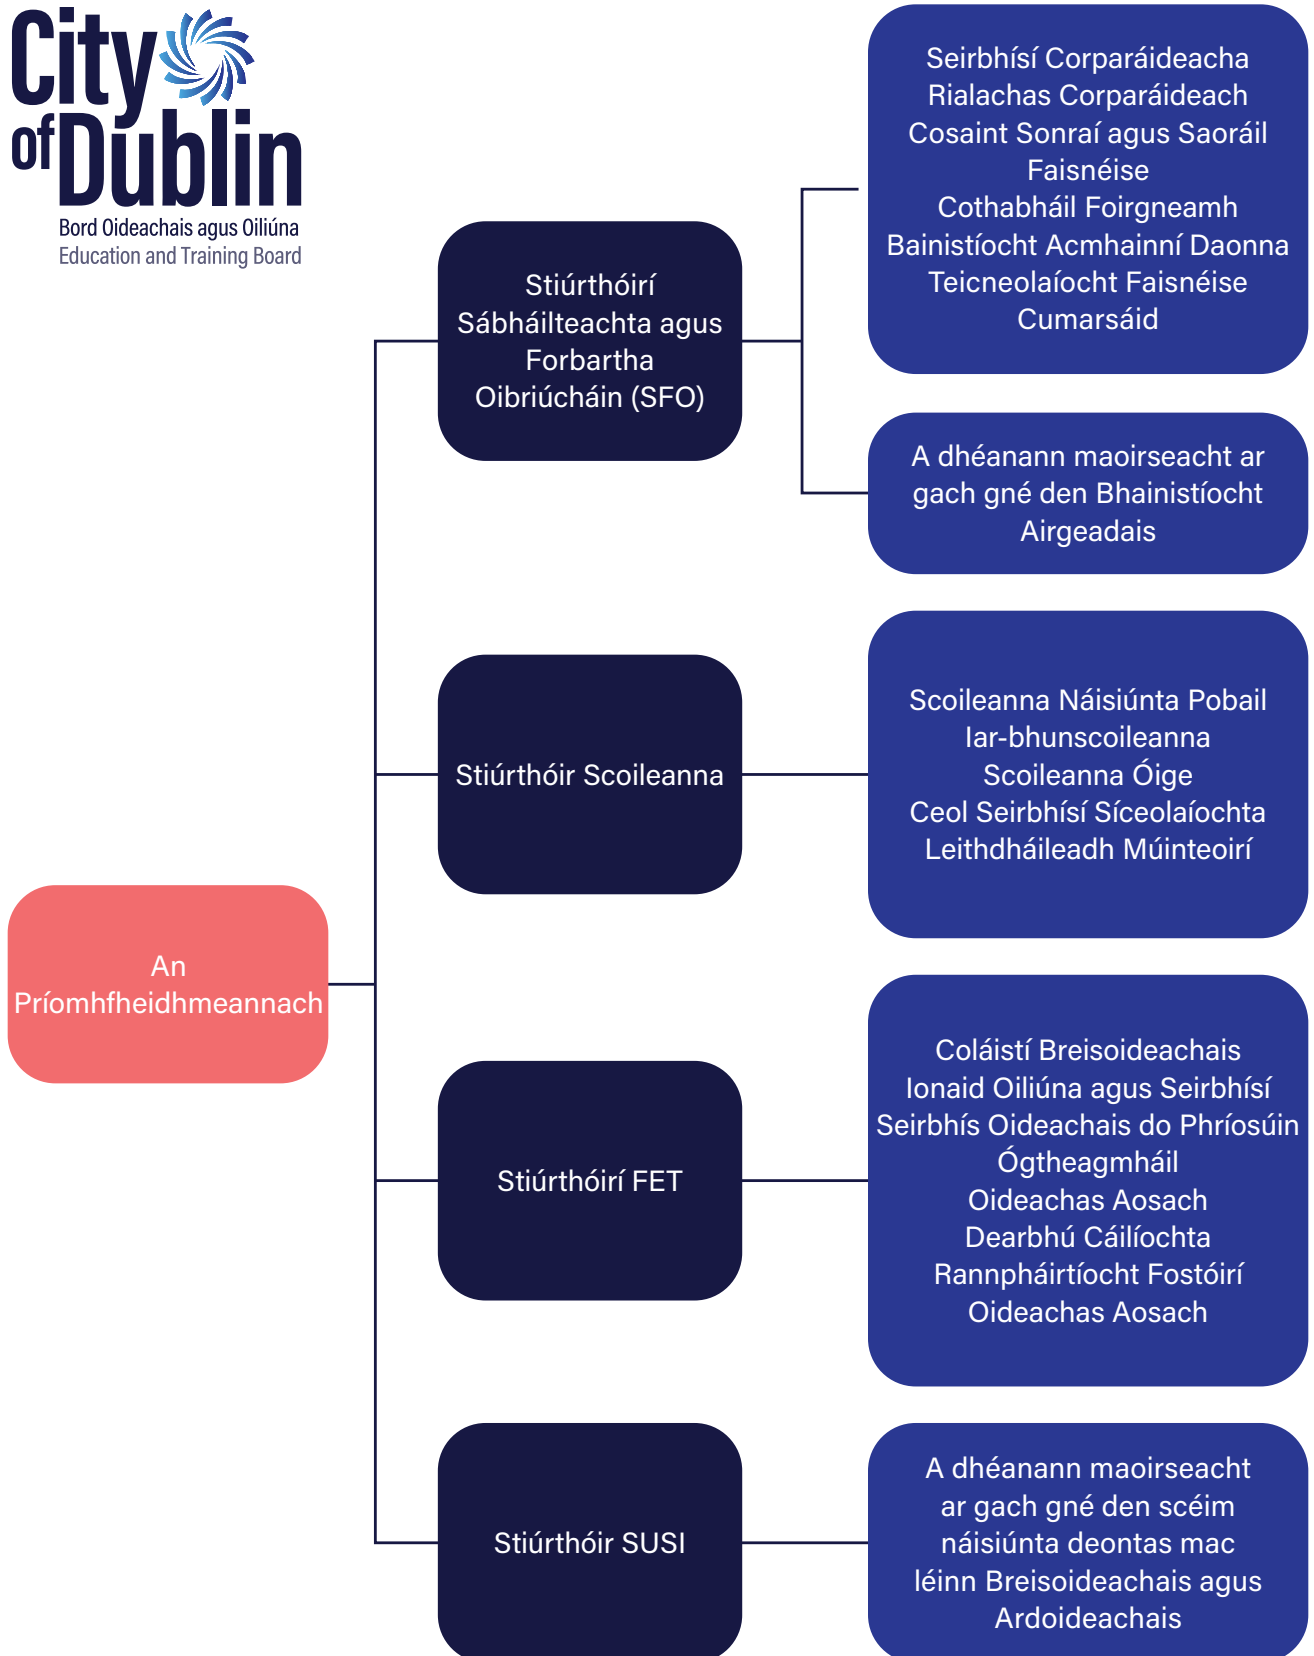 City
of Dublin
Bord Oideachais agus Oiliúna
Education and Training Board
An
Príomhfheidhmeannach
Stiúrthóirí
Sábháilteachta agus
Forbartha
Oibriúcháin (SFO)
Seirbhísí Corparáideacha
Rialachas Corparáideach
Cosaint Sonraí agus Saoráil
Faisnéise
Cothabháil Foirgneamh
Bainistíocht Acmhainní Daonna
Teicneolaíocht Faisnéise
Cumarsáid
A dhéanann maoirseacht ar
gach gné den Bhainistíocht
Airgeadais
Stiúrthóir Scoileanna
Scoileanna Náisiúnta Pobail
Iar-bhunscoileanna
Scoileanna Óige
Ceol Seirbhísí Síceolaíochta
Leithdháileadh Múinteoirí
Stiúrthóirí FET
Coláistí Breisoideachais
Ionaid Oiliúna agus Seirbhísí
Seirbhís Oideachais do Phríosúin
Ógtheagmháil
Oideachas Aosach
Dearbhú Cáilíochta
Rannpháirtíocht Fostóirí
Oideachas Aosach
Stiúrthóir SUSI
A dhéanann maoirseacht
ar gach gné den scéim
náisiúnta deontas mac
léinn Breisoideachais agus
Ardoideachais